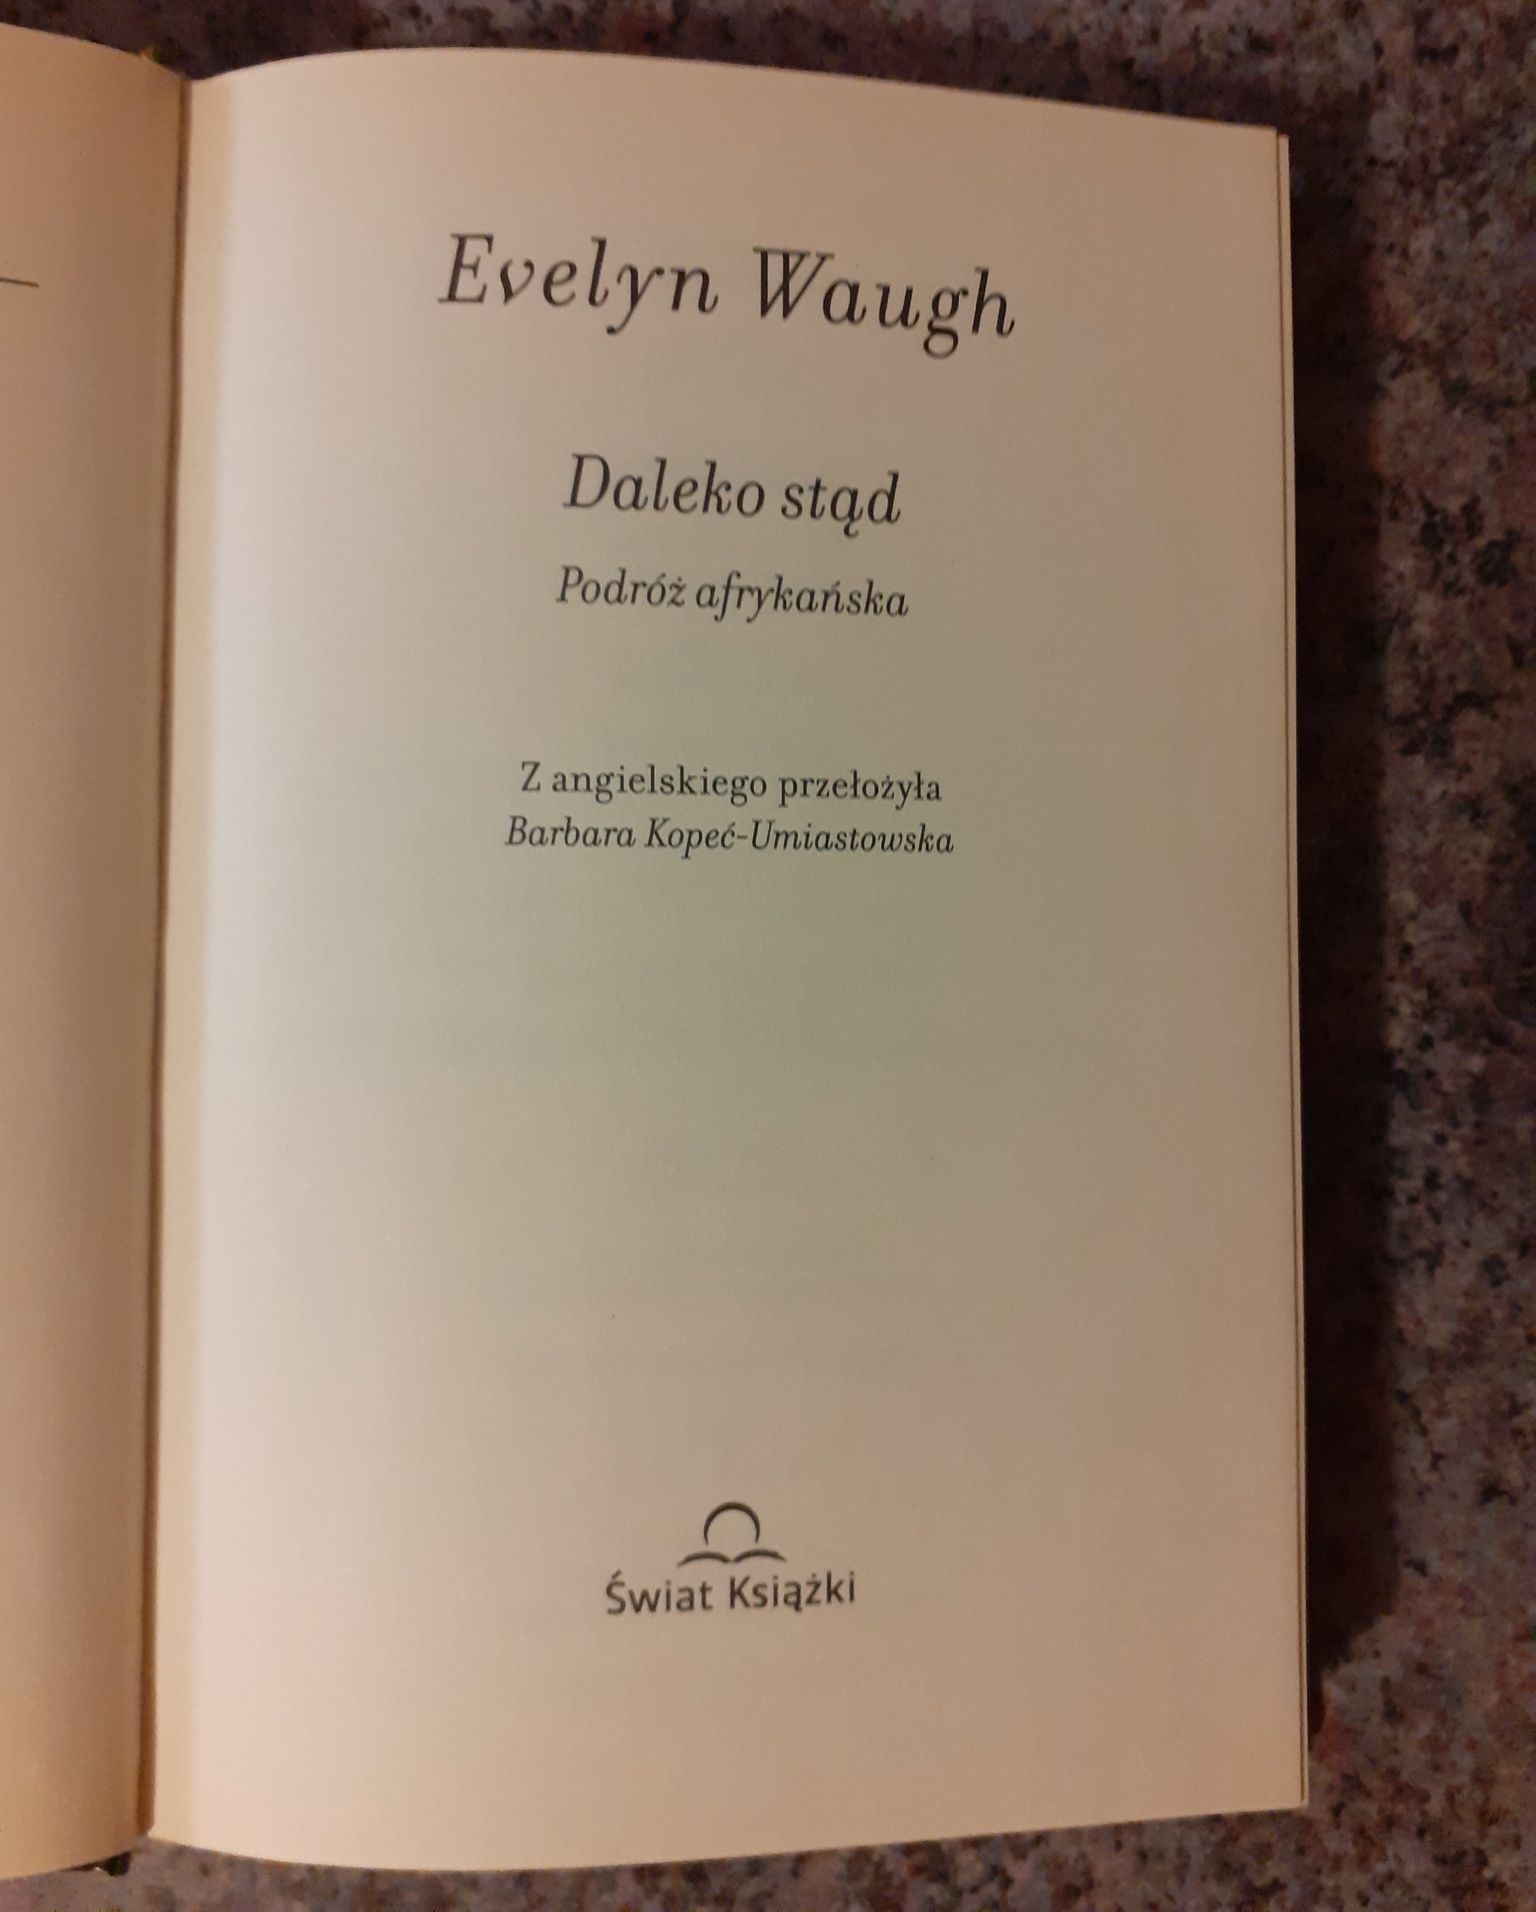 Evelyn Waugh
Daleko stąd
Podróż afrykańska
Z angielskiego przełożyła
Barbara Kopeć-Umiastowska
Świat Książki